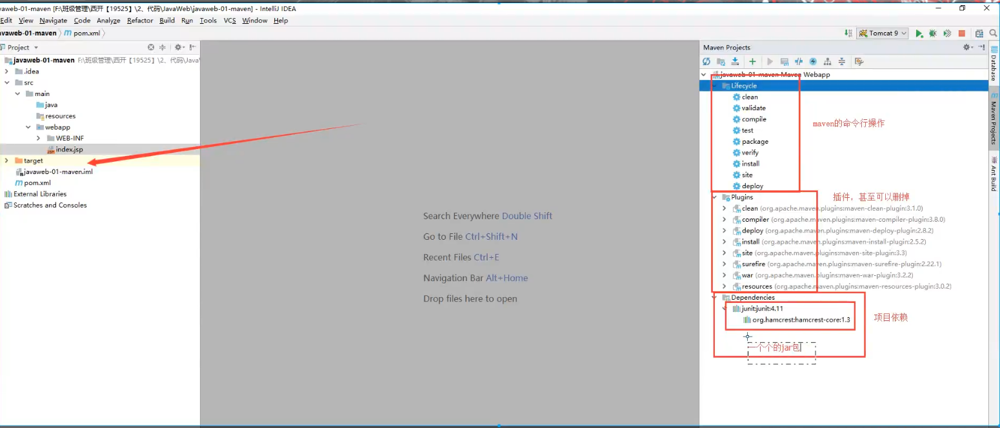 vaweb-01-maven [F:\班级管理\西开【19525】\2、代码\JavaWeb\javaweb-01-maven] - IntelliJ IDEA
Edit View Navigate Code Analyze Refactor Build Run Tools VCS Window Help
avaweb-01-maven pom.xml
Tomcat 9
Project
javaweb-01-maven F:\班级管理\西开【19525】\2、代码\Java
.idea
src
main
java
resources
webapp
WEB-INF
index.jsp
target
javaweb-01-maven.iml
pom.xml
External Libraries
Scratches and Consoles
Search Everywhere Double Shift
Go to File Ctrl+Shift+N
Recent Files Ctrl+E
Navigation Bar Alt+Home
Drop files here to open
Maven Projects
javaweb-01-maven Maven Webapp
Lifecycle
clean
validate
compile
maven的命令行操作
test
package
verify
install
site
deploy
Plugins
插件，甚至可以删掉
clean (org.apache.maven.plugins:maven-clean-plugin:3.1.0)
compiler (org.apache.maven.plugins:maven-compiler-plugin:3.8.0)
deploy (org.apache.maven.plugins:maven-deploy-plugin:2.8.2)
install (org.apache.maven.plugins:maven-install-plugin:2.5.2)
site (org.apache.maven.plugins:maven-site-plugin:3.3)
surefire (org.apache.maven.plugins:maven-surefire-plugin:2.22.1)
war (org.apache.maven.plugins:maven-war-plugin:3.2.2)
resources (org.apache.maven.plugins:maven-resources-plugin:3.0.2)
Dependencies
junit:junit:4.11
org.hamcrest:hamcrest-core:1.3
项目依赖
一个个的jar包
Database
Maven Projects
Ant Build